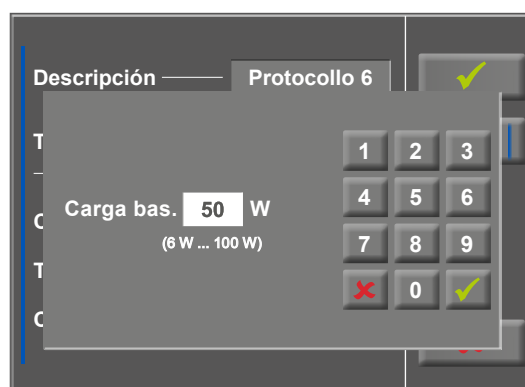 Descripción Protocollo 6
T
1 2 3
4 5 6
Carga bas. 50 W
C
(6 W ... 100 W)
7 8 9
T
0
C